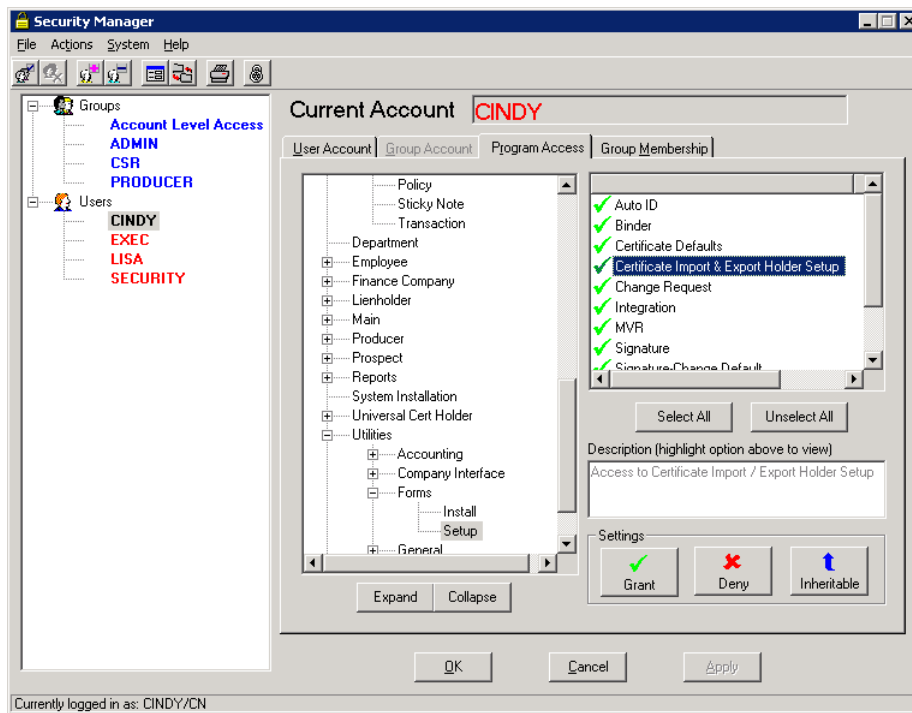 Security Manager
File Actions System Help
Groups
Account Level Access
ADMIN
CSR
PRODUCER
Users
CINDY
EXEC
LISA
SECURITY
Current Account CINDY
User Account Group Account Program Access Group Membership
Policy
Sticky Note
Transaction
Department
Employee
Finance Company
Lienholder
Main
Producer
Prospect
Reports
System Installation
Universal Cert Holder
Utilities
Accounting
Company Interface
Forms
Install
Setup
General
Expand Collapse
Auto ID
Binder
Certificate Defaults
Certificate Import & Export Holder Setup
Change Request
Integration
MVR
Signature
Signature-Change Default
Select All Unselect All
Description (highlight option above to view)
Access to Certificate Import / Export Holder Setup
Settings
Grant Deny Inheritable
OK Cancel Apply
Currently logged in as: CINDY/CN